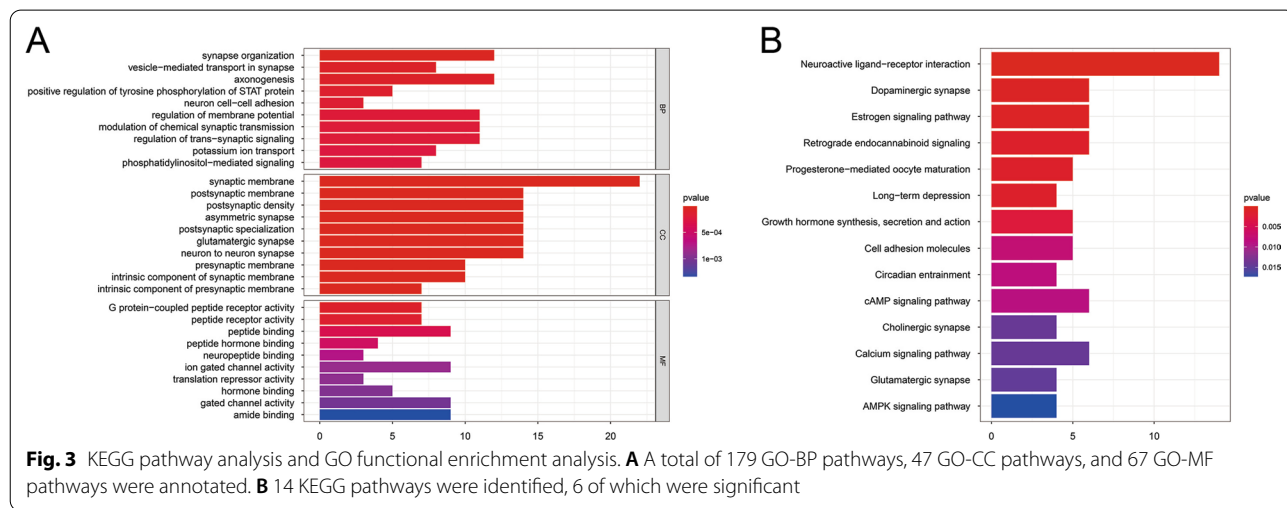 A
synapse organization
vesicle-mediated transport in synapse
axonogenesis
positive regulation of tyrosine phosphorylation of STAT protein
neuron cell-cell adhesion
regulation of membrane potential
modulation of chemical synaptic transmission
regulation of trans-synaptic signaling
potassium ion transport
phosphatidylinositol-mediated signaling
BP
synaptic membrane
postsynaptic membrane
postsynaptic density
asymmetric synapse
postsynaptic specialization
glutamatergic synapse
neuron to neuron synapse
presynaptic membrane
intrinsic component of synaptic membrane
intrinsic component of presynaptic membrane
CC
G protein-coupled peptide receptor activity
peptide receptor activity
peptide binding
peptide hormone binding
neuropeptide binding
ion gated channel activity
translation repressor activity
hormone binding
gated channel activity
amide binding
MF
0 5 10 15 20
pvalue
5e-04
1e-03
B
Neuroactive ligand-receptor interaction
Dopaminergic synapse
Estrogen signaling pathway
Retrograde endocannabinoid signaling
Progesterone-mediated oocyte maturation
Long-term depression
Growth hormone synthesis, secretion and action
Cell adhesion molecules
Circadian entrainment
cAMP signaling pathway
Cholinergic synapse
Calcium signaling pathway
Glutamatergic synapse
AMPK signaling pathway
0 5 10
pvalue
0.005
0.010
0.015
Fig. 3 KEGG pathway analysis and GO functional enrichment analysis. A A total of 179 GO-BP pathways, 47 GO-CC pathways, and 67 GO-MF
pathways were annotated. B 14 KEGG pathways were identified, 6 of which were significant